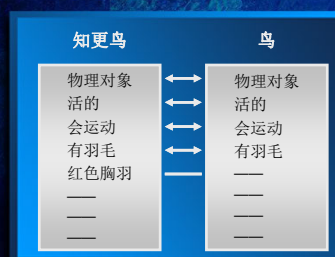 知更鸟
物理对象
活的
会运动
有羽毛
红色胸羽
——
——
——
鸟
物理对象
活的
会运动
有羽毛
——
——
——
——